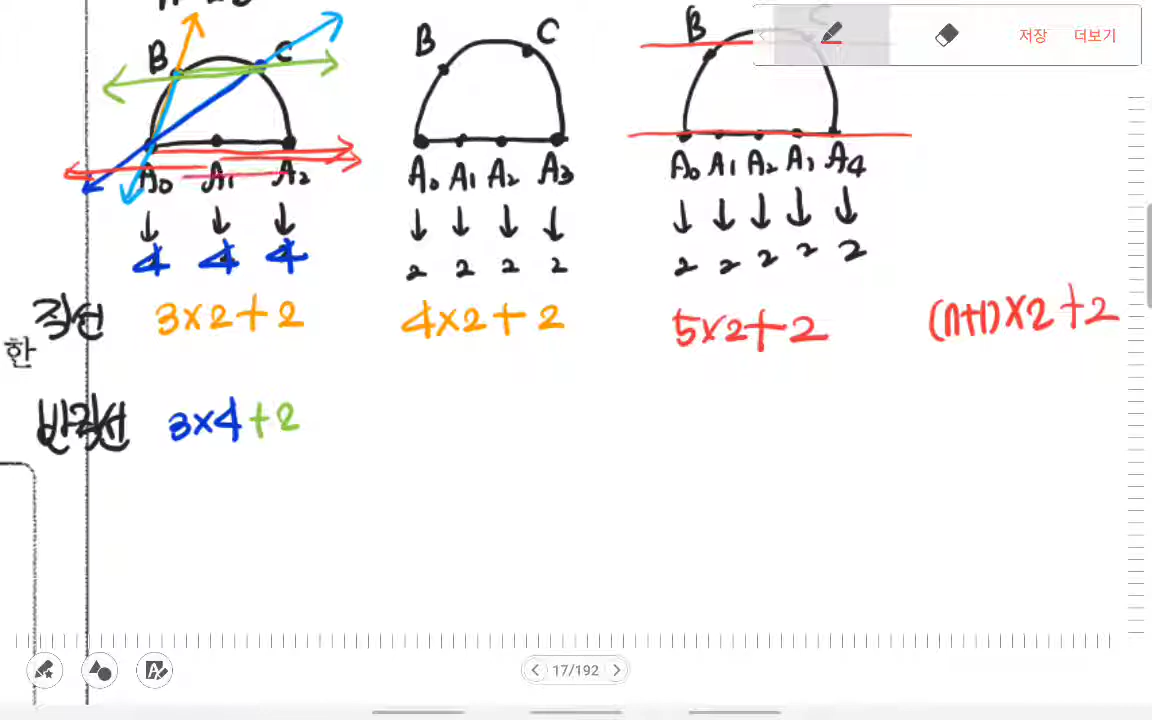 저장 더보기
B C B C B
A₀ A₁ A₂ A₀ A₁ A₂ A₃ A₀ A₁ A₂ A₃ A₄
↓ ↓ ↓ ↓ ↓ ↓ ↓ ↓ ↓ ↓ ↓ ↓
4 4 4 2 2 2 2 2 2 2 2 2
직선 3×2+2 4×2+2 5×2+2 (n+1)×2+2
한
반직선 3×4+2
17/192